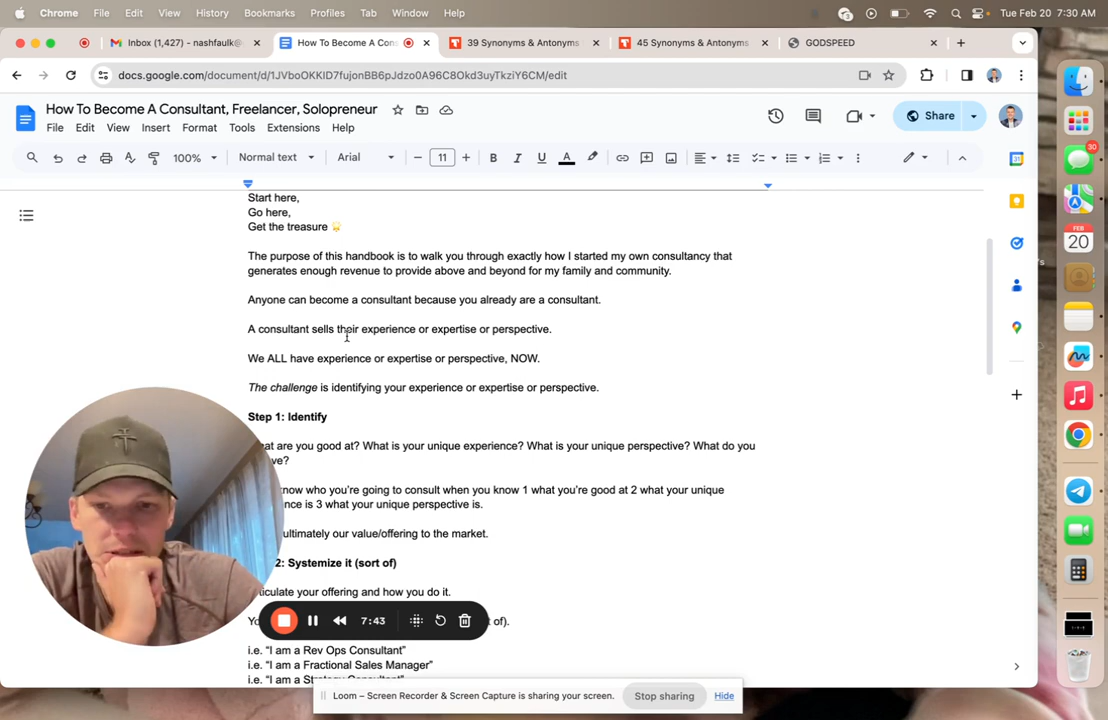 Chrome File Edit View History Bookmarks Profiles Tab Window Help Tue Feb 20 7:30 AM
Inbox (1,427) - nashfaulk@ How To Become A Cons 39 Synonyms & Antonyms 45 Synonyms & Antonyms GODSPEED
docs.google.com/document/d/1JVboOKKID7fujonBB6pJdzo0A96C8Okd3uyTkziY6CM/edit
How To Become A Consultant, Freelancer, Solopreneur
Share
File Edit View Insert Format Tools Extensions Help
100% Normal text Arial 11 B I U A
30
FEB
20
Start here,
Go here,
Get the treasure 🌟
The purpose of this handbook is to walk you through exactly how I started my own consultancy that
generates enough revenue to provide above and beyond for my family and community.
Anyone can become a consultant because you already are a consultant.
A consultant sells their experience or expertise or perspective.
We ALL have experience or expertise or perspective, NOW.
The challenge is identifying your experience or expertise or perspective.
Step 1: Identify
are you good at? What is your unique experience? What is your unique perspective? What do you
know who you're going to consult when you know 1 what you're good at 2 what your unique
is 3 what your unique perspective is.
ultimately our value/offering to the market.
2: Systemize it (sort of)
your offering and how you do it.
of).
7:43
i.e. "I am a Rev Ops Consultant"
i.e. "I am a Fractional Sales Manager"
i.e. "I am a Strategy Consultant"
Loom – Screen Recorder & Screen Capture is sharing your screen. Stop sharing Hide